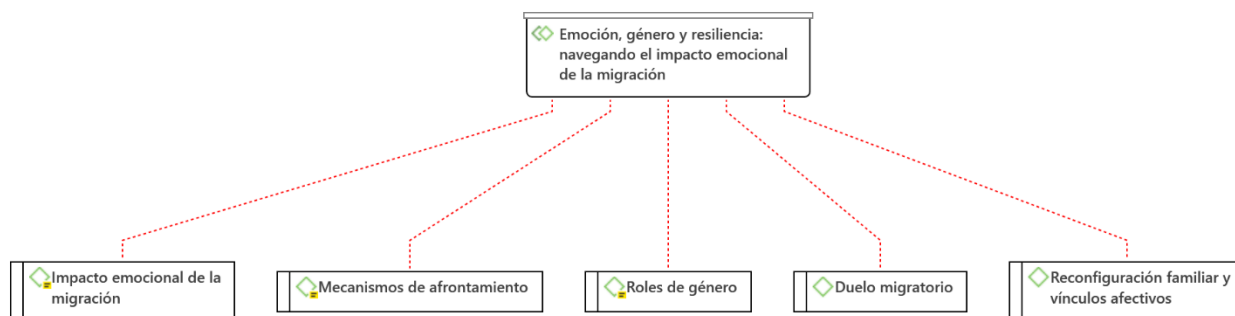 Emoción, género y resiliencia:
navegando el impacto emocional
de la migración
Impacto emocional de la
migración
Mecanismos de afrontamiento
Roles de género
Duelo migratorio
Reconfiguración familiar y
vínculos afectivos